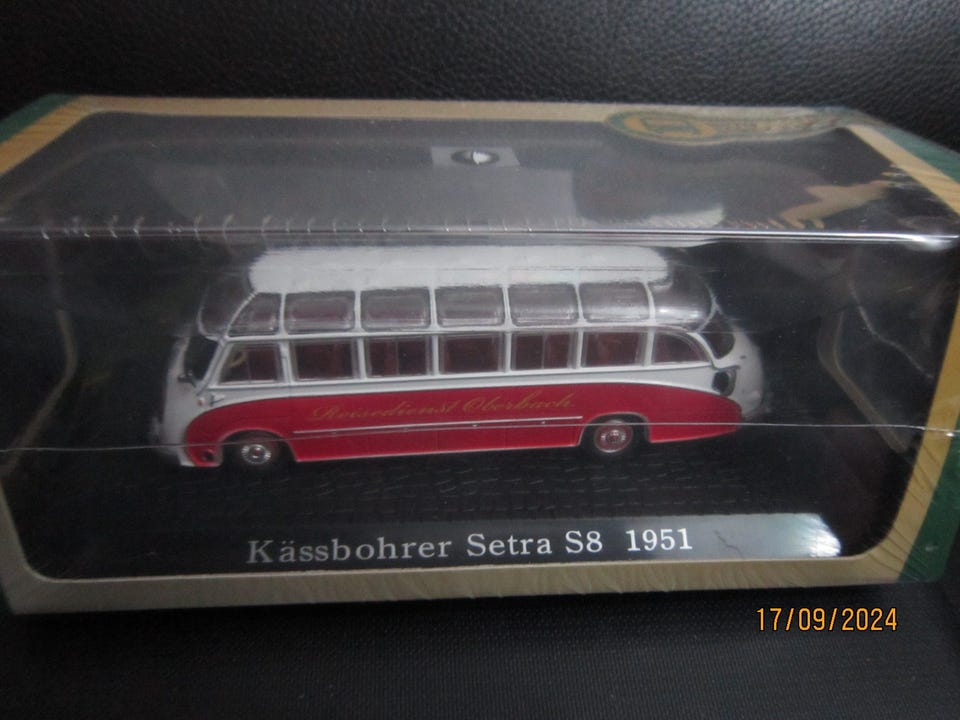 Reisedienst Oberbach
Kässbohrer Setra S8 1951
17/09/2024